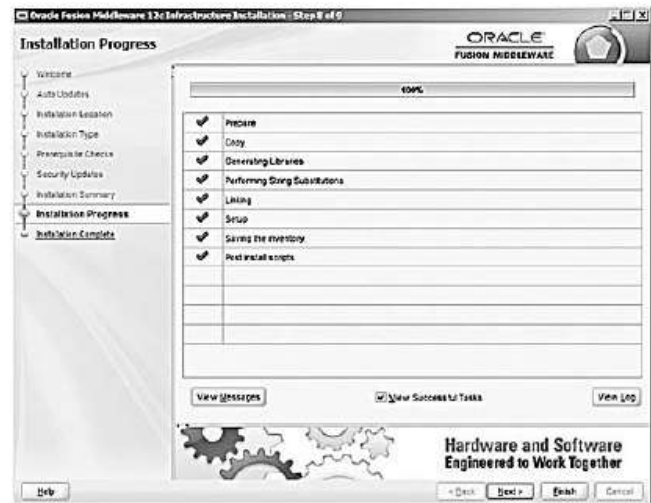 Oracle Fusion Middleware 12c Infrastructure Installation - Step 8 of 9
Installation Progress
ORACLE
FUSION MIDDLEWARE
Welcome
Auto Updates
Installation Location
Installation Type
Prerequisite Checks
Security Updates
Installation Summary
Installation Progress
Installation Complete
100%
Prepare
Copy
Generating Libraries
Performing String Substitutions
Linking
Setup
Saving the inventory
Post install scripts
View Messages
View Successful Tasks
View Log
Hardware and Software
Engineered to Work Together
Help
< Back
Next >
Finish
Cancel